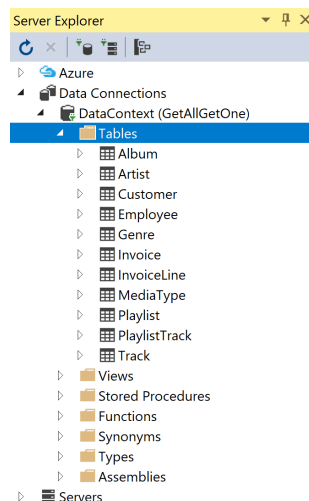 Server Explorer
Azure
Data Connections
DataContext (GetAllGetOne)
Tables
Album
Artist
Customer
Employee
Genre
Invoice
InvoiceLine
MediaType
Playlist
PlaylistTrack
Track
Views
Stored Procedures
Functions
Synonyms
Types
Assemblies
Servers